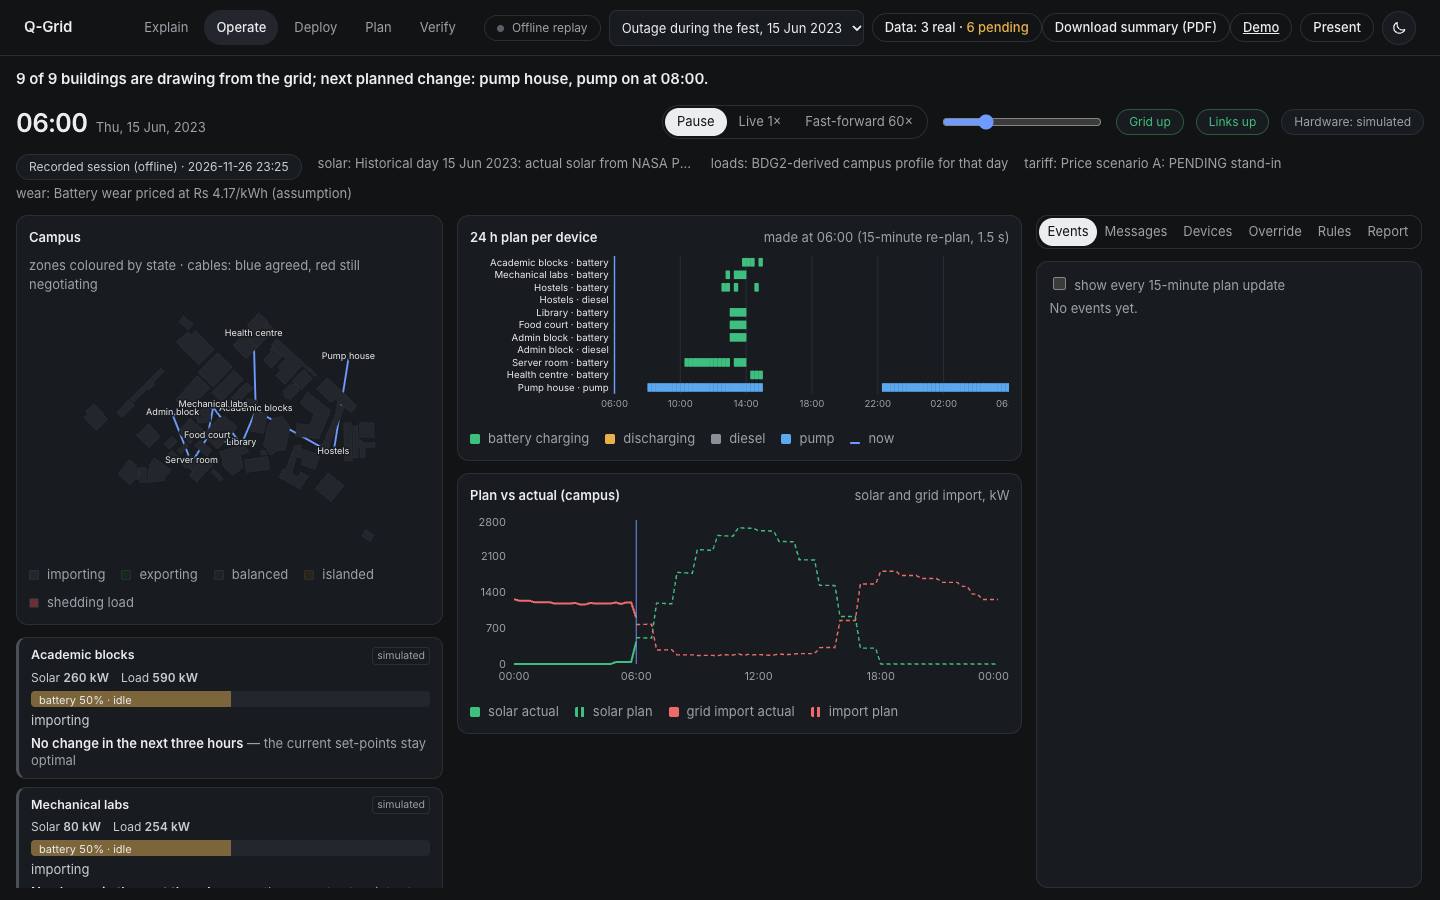 Q-Grid
Explain
Operate
Deploy
Plan
Verify
Offline replay
Outage during the fest, 15 Jun 2023
Data: 3 real · 6 pending
Download summary (PDF)
Demo
Present
9 of 9 buildings are drawing from the grid; next planned change: pump house, pump on at 08:00.
06:00 Thu, 15 Jun, 2023
Pause
Live 1×
Fast-forward 60×
Grid up
Links up
Hardware: simulated
Recorded session (offline) · 2026-11-26 23:25
solar: Historical day 15 Jun 2023: actual solar from NASA P...
loads: BDG2-derived campus profile for that day
tariff: Price scenario A: PENDING stand-in
wear: Battery wear priced at Rs 4.17/kWh (assumption)
Campus
zones coloured by state · cables: blue agreed, red still
negotiating
Health centre
Pump house
Mechanical labs
Academic blocks
Admin block
Food court
Library
Hostels
Server room
importing
exporting
balanced
islanded
shedding load
Academic blocks
simulated
Solar 260 kW Load 590 kW
battery 50% · idle
importing
No change in the next three hours — the current set-points stay
optimal
Mechanical labs
simulated
Solar 80 kW Load 254 kW
battery 50% · idle
importing
24 h plan per device
made at 06:00 (15-minute re-plan, 1.5 s)
Academic blocks · battery
Mechanical labs · battery
Hostels · battery
Hostels · diesel
Library · battery
Food court · battery
Admin block · battery
Admin block · diesel
Server room · battery
Health centre · battery
Pump house · pump
06:00 10:00 14:00 18:00 22:00 02:00 06
battery charging
discharging
diesel
pump
now
Plan vs actual (campus)
solar and grid import, kW
2800
2100
1400
700
0
00:00 06:00 12:00 18:00 00:00
solar actual
solar plan
grid import actual
import plan
Events
Messages
Devices
Override
Rules
Report
show every 15-minute plan update
No events yet.